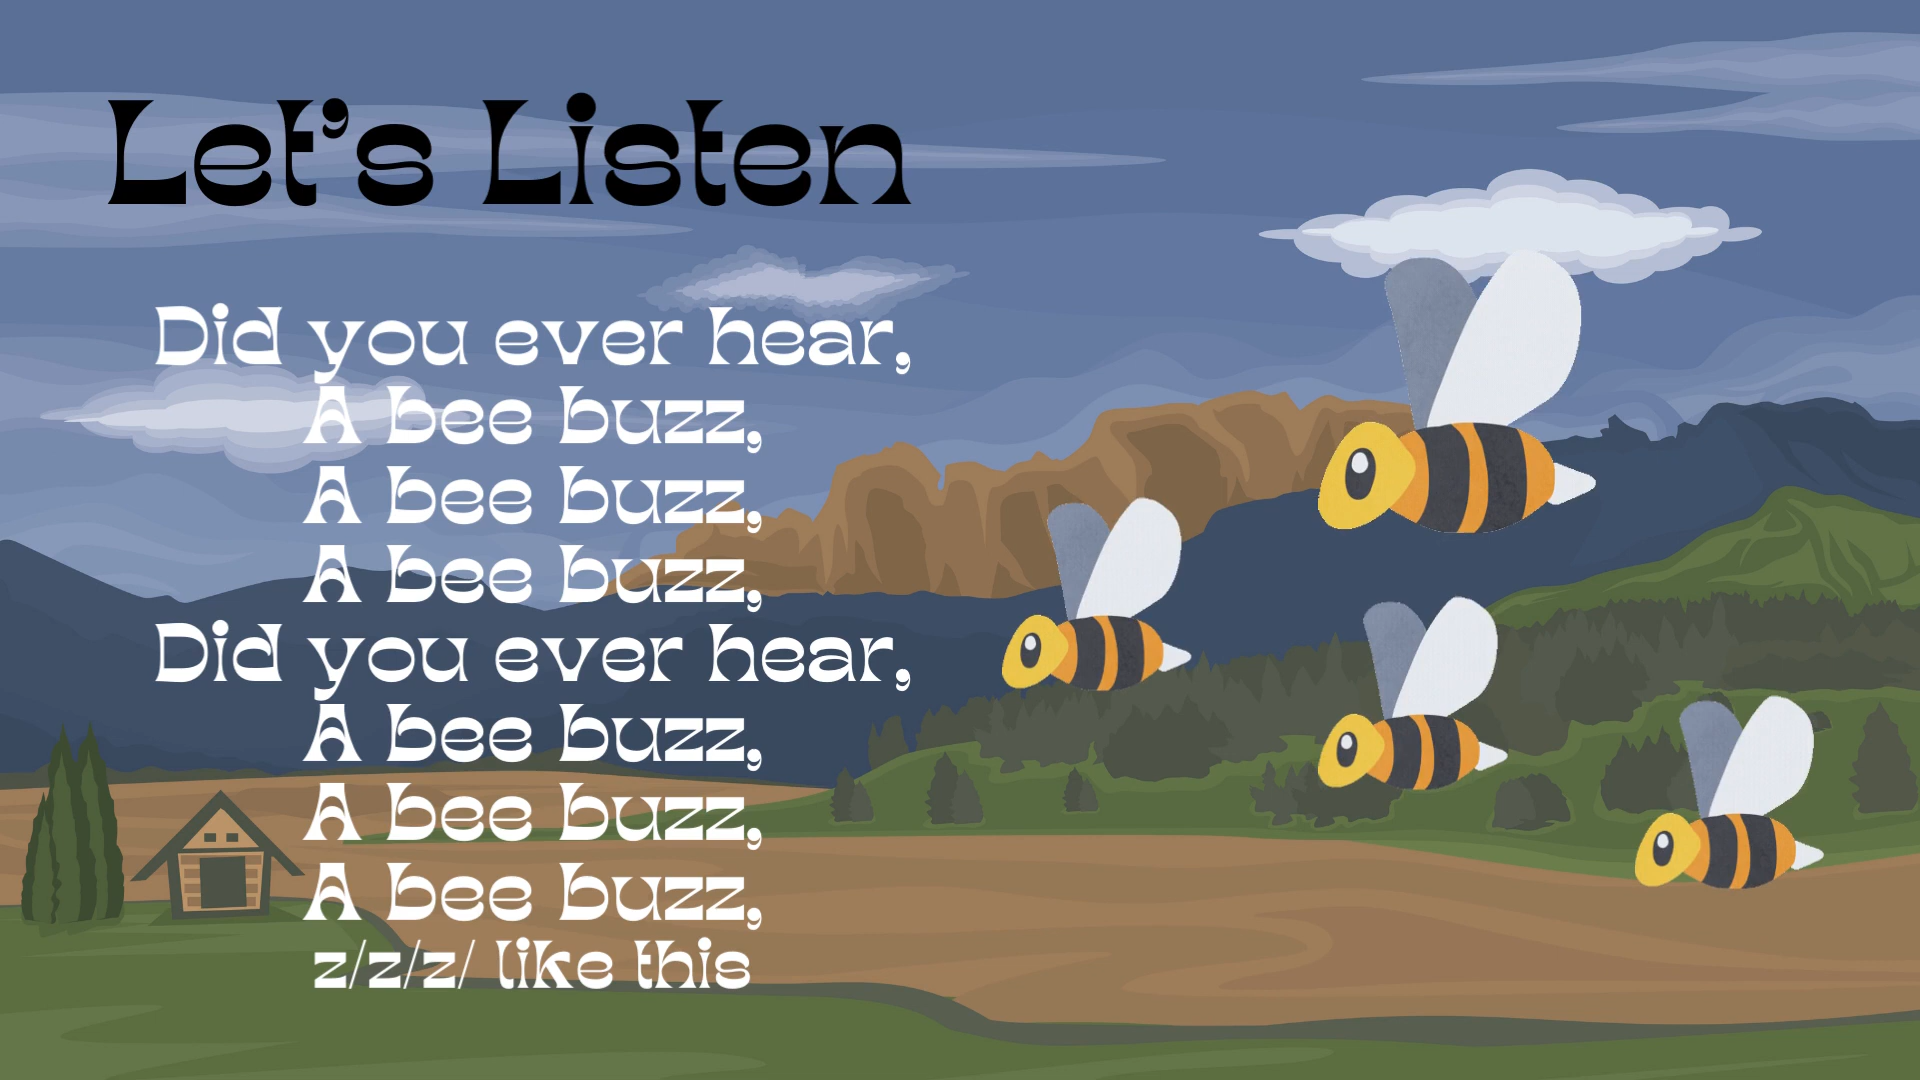 Let's Listen
Did you ever hear,
A bee buzz,
A bee buzz,
A bee buzz,
Did you ever hear,
A bee buzz,
A bee buzz,
A bee buzz,
z/z/z/ like this